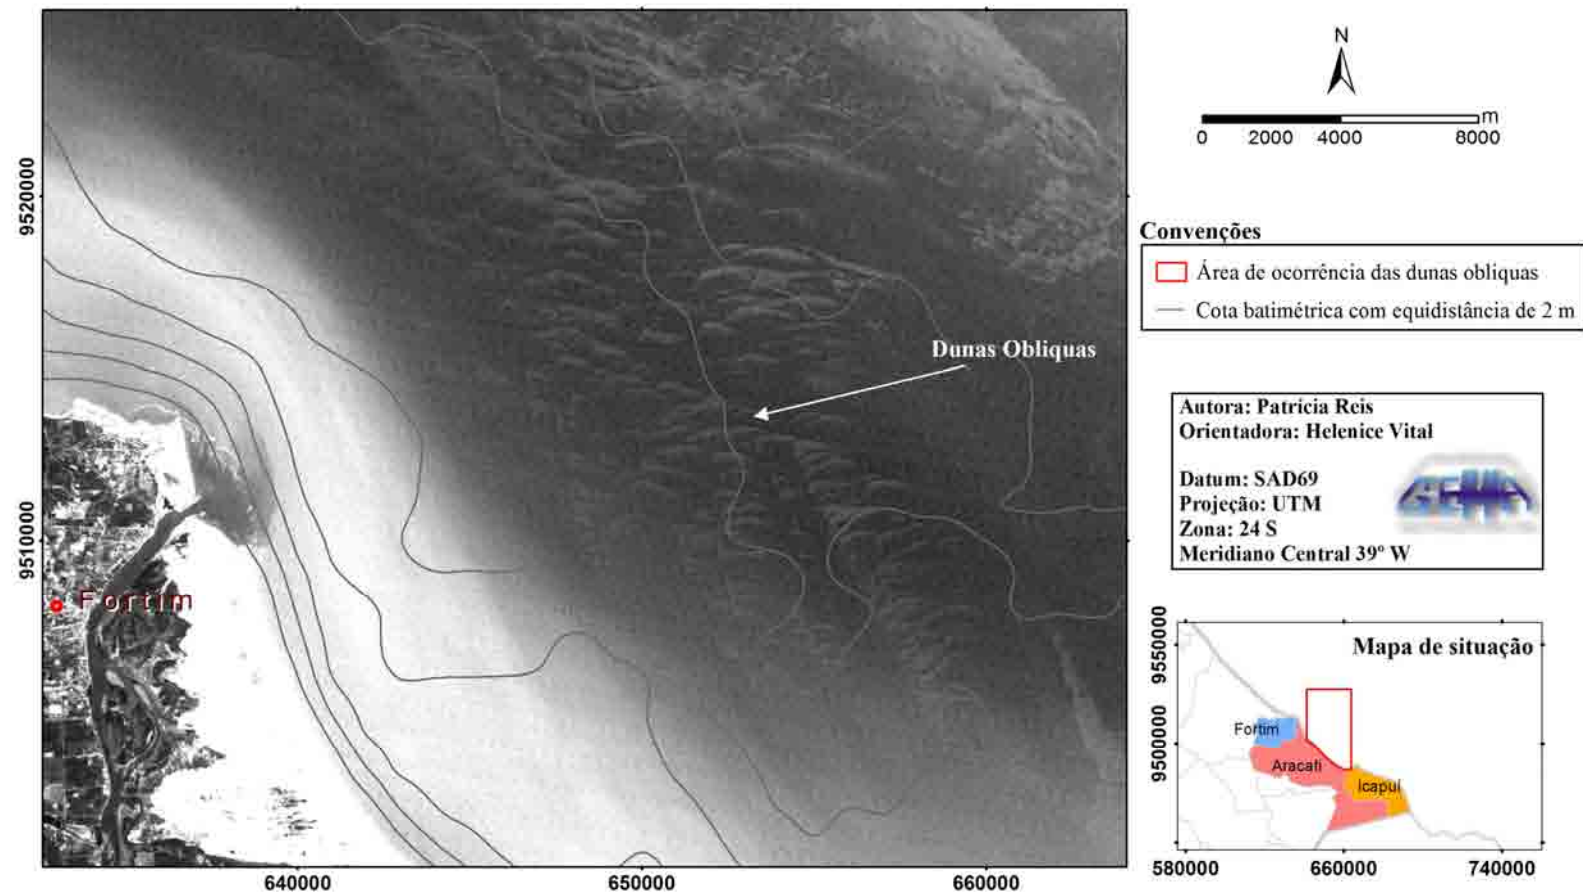 N
m
0 2000 4000 8000
Convenções
Área de ocorrência das dunas obliquas
Cota batimétrica com equidistância de 2 m
Dunas Obliquas
Autora: Patrícia Reis
Orientadora: Helenice Vital
Datum: SAD69
Projeção: UTM
Zona: 24 S
Meridiano Central 39º W
Fortim
9520000
9510000
640000 650000 660000
Mapa de situação
Fortim
Aracati
Icapuí
9550000
9500000
580000 660000 740000